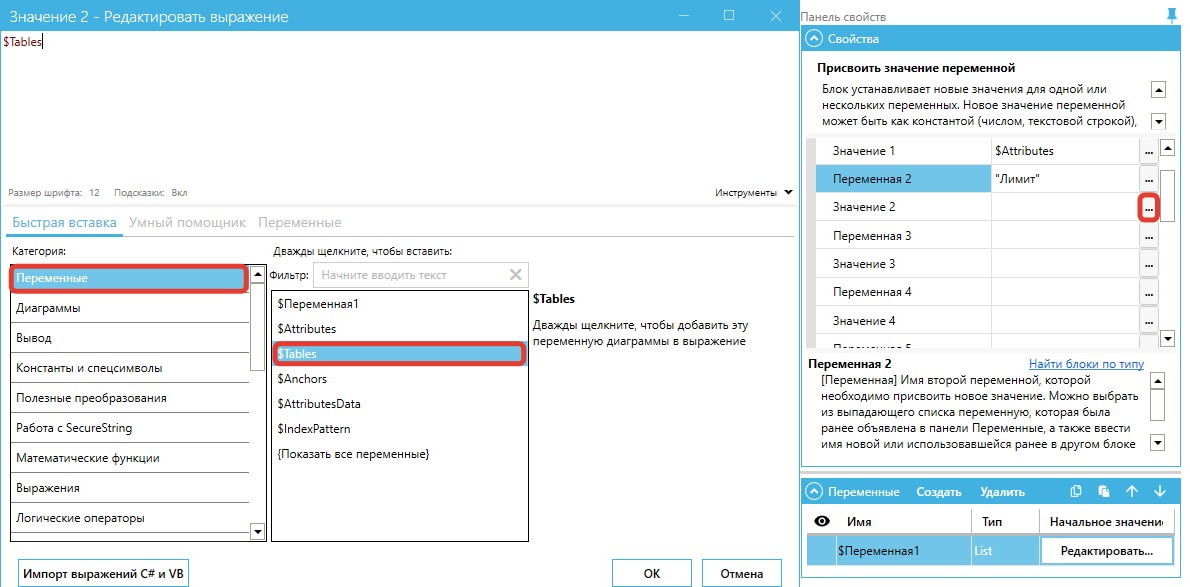 Значение 2 - Редактировать выражение
$Tables
Размер шрифта: 12 Подсказки: Вкл
Инструменты
Быстрая вставка Умный помощник Переменные
Категория:
Переменные
Диаграммы
Вывод
Константы и спецсимволы
Полезные преобразования
Работа с SecureString
Математические функции
Выражения
Логические операторы
Дважды щелкните, чтобы вставить:
Фильтр: Начните вводить текст
$Переменная1
$Attributes
$Tables
$Anchors
$AttributesData
$IndexPattern
{Показать все переменные}
$Tables
Дважды щелкните, чтобы добавить эту
переменную диаграммы в выражение
Импорт выражений C# и VB
ОК
Отмена
Панель свойств
Свойства
Присвоить значение переменной
Блок устанавливает новые значения для одной или
нескольких переменных. Новое значение переменной
может быть как константой (числом, текстовой строкой),
Значение 1 $Attributes ...
Переменная 2 "Лимит" ...
Значение 2 ...
Переменная 3 ...
Значение 3 ...
Переменная 4 ...
Значение 4 ...
Переменная 5
Переменная 2
Найти блоки по типу
[Переменная] Имя второй переменной, которой
необходимо присвоить новое значение. Можно выбрать
из выпадающего списка переменную, которая была
ранее объявлена в панели Переменные, а также ввести
имя новой или использовавшейся ранее в другом блоке
Переменные Создать Удалить
Имя Тип Начальное значени
$Переменная1 List Редактировать...